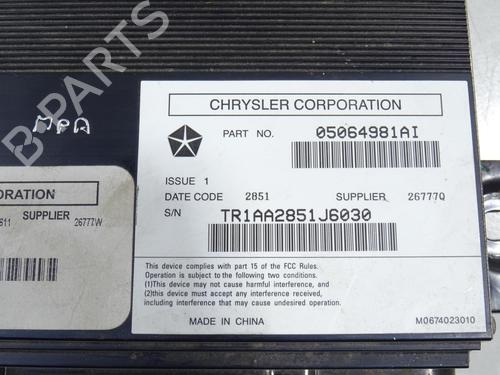 CHRYSLER CORPORATION
PART NO. 05064981AI
ISSUE 1
DATE CODE 2851 SUPPLIER 26777Q
S/N TR1AA2851J6030
This device complies with part 15 of the FCC Rules.
Operation is subject to the following two conditions.
(1)This device may not cause harmful interference, and
(2)this device must accept any interference received,
including interference that may cause undesired operation.
MADE IN CHINA M0674023010
ORPORATION
SUPPLIER 26777W